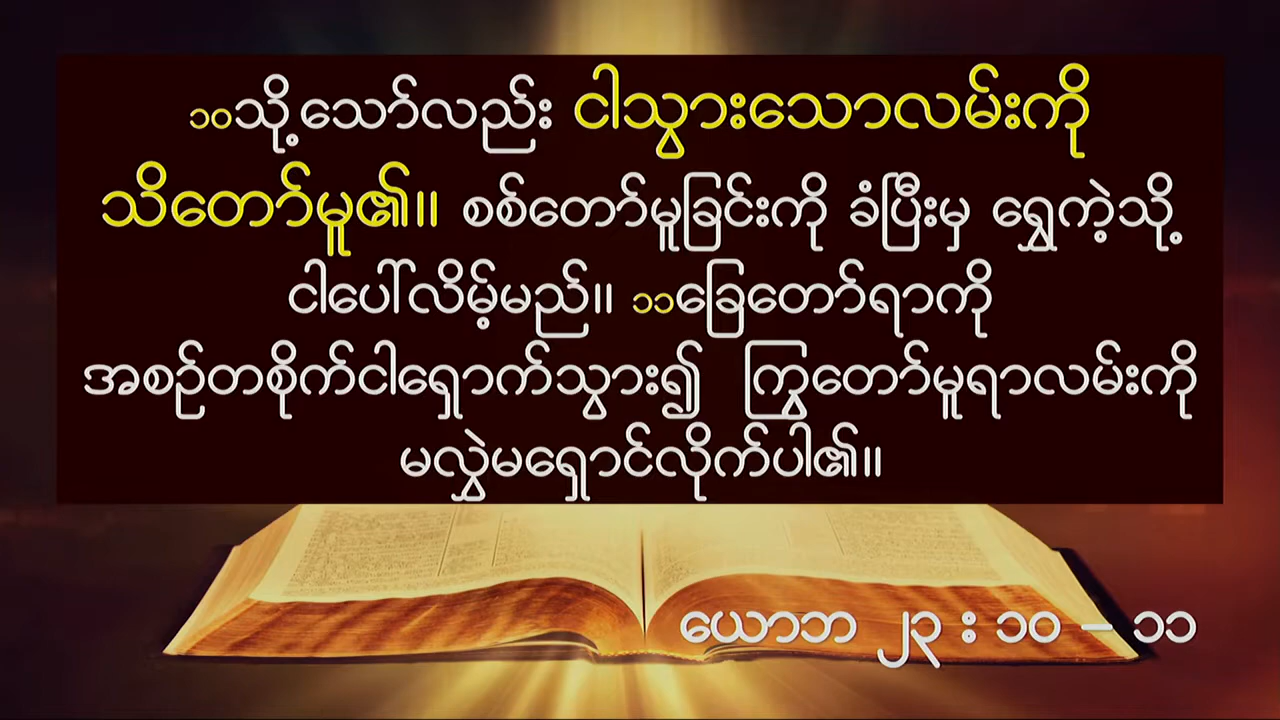 ၁၀သို့သော်လည်း ငါသွားသောလမ်းကို
သိတော်မူ၏။ စစ်တော်မူခြင်းကို ခံပြီးမှ ရွှေကဲ့သို့
ငါပေါ်လိမ့်မည်။ ၁၁ခြေတော်ရာကို
အစဉ်တစိုက်ငါရှောက်သွား၍ ကြွတော်မူရာလမ်းကို
မလွှဲမရှောင်လိုက်ပါ၏။
ယောဘ ၂၃ : ၁၀ – ၁၁